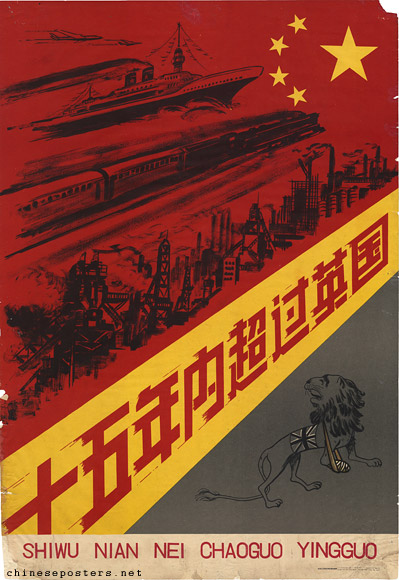 十五年内超过英国
SHIWU NIAN NEI CHAOGUO YINGGUO
chineseposters.net